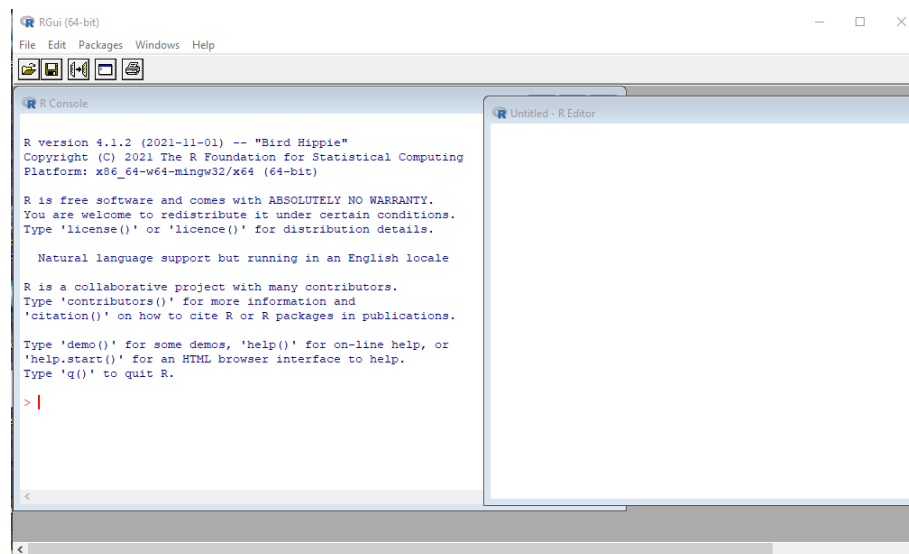 RGui (64-bit)
File Edit Packages Windows Help
R Console
R version 4.1.2 (2021-11-01) -- "Bird Hippie"
Copyright (C) 2021 The R Foundation for Statistical Computing
Platform: x86_64-w64-mingw32/x64 (64-bit)
R is free software and comes with ABSOLUTELY NO WARRANTY.
You are welcome to redistribute it under certain conditions.
Type 'license()' or 'licence()' for distribution details.
Natural language support but running in an English locale
R is a collaborative project with many contributors.
Type 'contributors()' for more information and
'citation()' on how to cite R or R packages in publications.
Type 'demo()' for some demos, 'help()' for on-line help, or
'help.start()' for an HTML browser interface to help.
Type 'q()' to quit R.
>
Untitled - R Editor